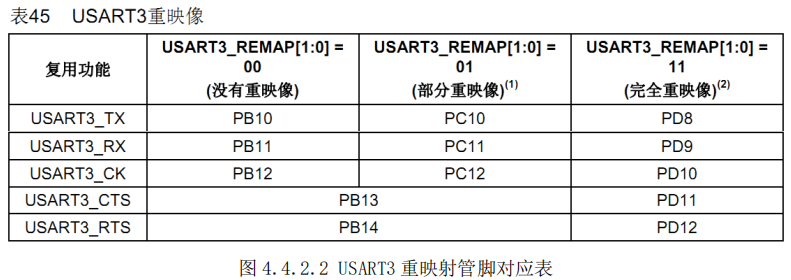 表45 USART3重映像
复用功能 USART3_REMAP[1:0] = 00 (没有重映像) USART3_REMAP[1:0] = 01 (部分重映像)(1) USART3_REMAP[1:0] = 11 (完全重映像)(2)
USART3_TX PB10 PC10 PD8
USART3_RX PB11 PC11 PD9
USART3_CK PB12 PC12 PD10
USART3_CTS PB13 PD11
USART3_RTS PB14 PD12
图 4.4.2.2 USART3 重映射管脚对应表